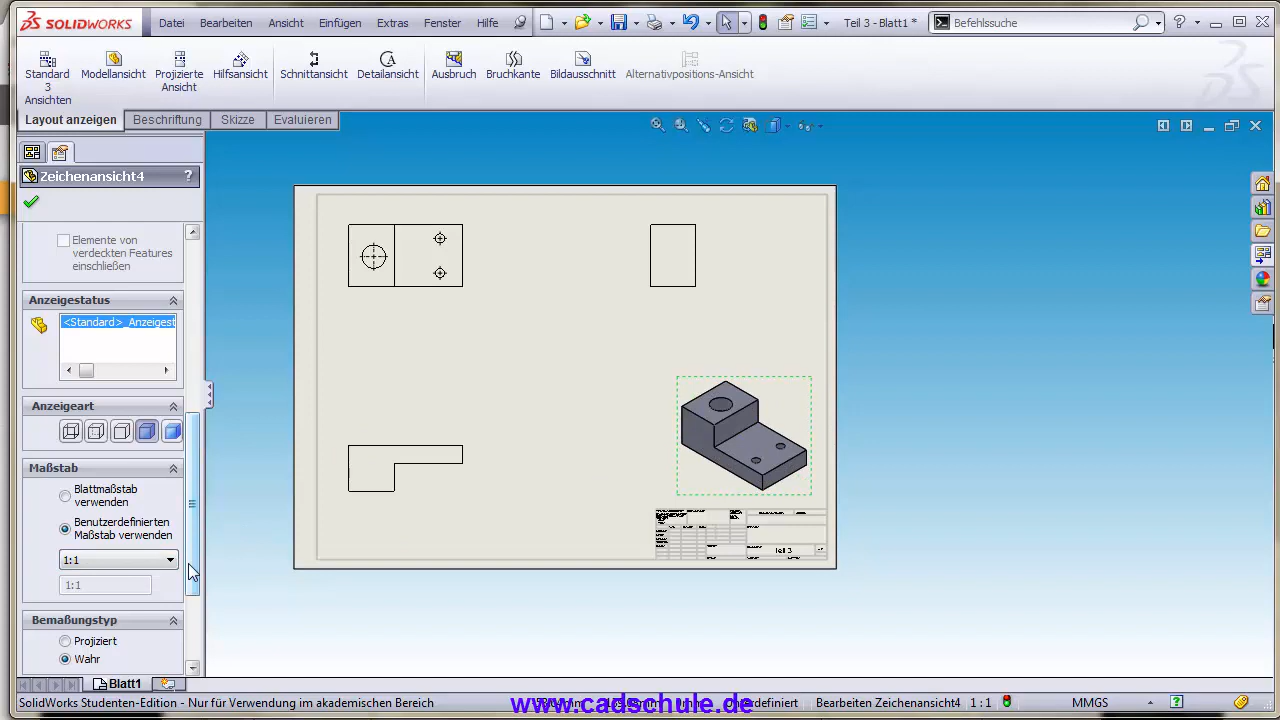 SOLIDWORKS
Datei Bearbeiten Ansicht Einfügen Extras Fenster Hilfe
Teil 3 - Blatt1 *
Befehlssuche
Standard
3
Ansichten
Modellansicht
Projizierte
Ansicht
Hilfsansicht
Schnittansicht
Detailansicht
Ausbruch
Bruchkante
Bildausschnitt
Alternativpositions-Ansicht
Layout anzeigen
Beschriftung
Skizze
Evaluieren
Zeichenansicht4
?
Elemente von
verdeckten Features
einschließen
Anzeigestatus
<Standard>_Anzeigest
Anzeigeart
Maßstab
Blattmaßstab
verwenden
Benutzerdefinierten
Maßstab verwenden
1:1
1:1
Bemaßungstyp
Projiziert
Wahr
Teil 3
Blatt1
SolidWorks Studenten-Edition - Nur für Verwendung im akademischen Bereich
www.cadschule.de
Bearbeiten Zeichenansicht4
1 : 1
MMGS